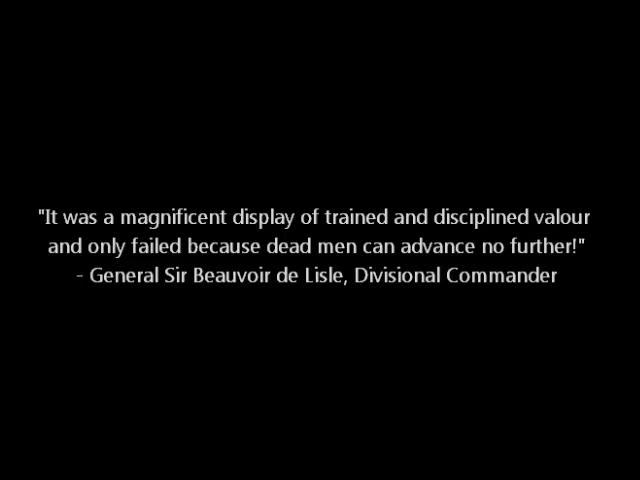 "It was a magnificent display of trained and disciplined valour
and only failed because dead men can advance no further!"
- General Sir Beauvoir de Lisle, Divisional Commander